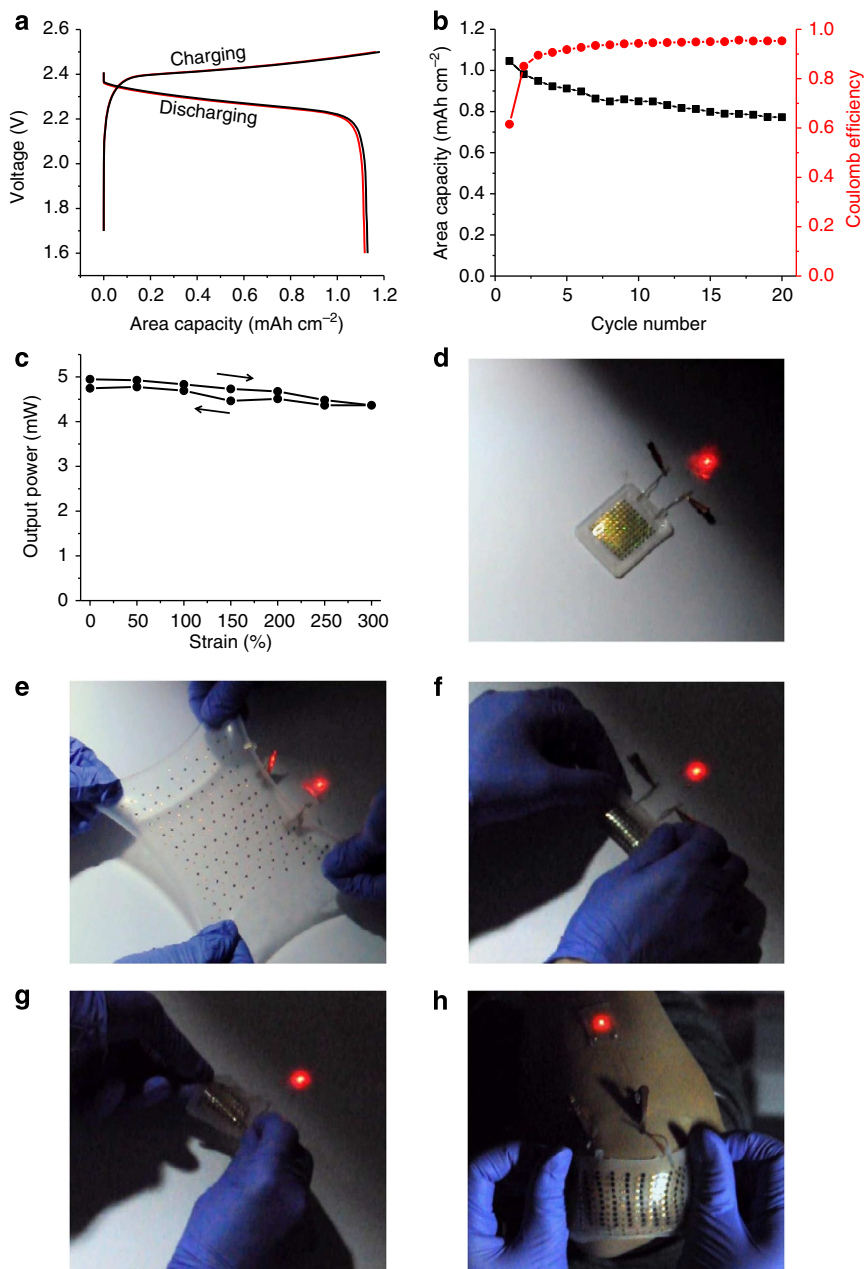 a
2.6
2.4
2.2
2.0
1.8
1.6
Voltage (V)
Charging
Discharging
0.0 0.2 0.4 0.6 0.8 1.0 1.2
Area capacity (mAh cm⁻²)
b
1.2
1.0
0.8
0.6
0.4
0.2
0.0
Area capacity (mAh cm⁻²)
1.0
0.8
0.6
0.4
0.2
0.0
Coulomb efficiency
0 5 10 15 20
Cycle number
c
5
4
3
2
1
0
Output power (mW)
0 50 100 150 200 250 300
Strain (%)
d
e
f
g
h